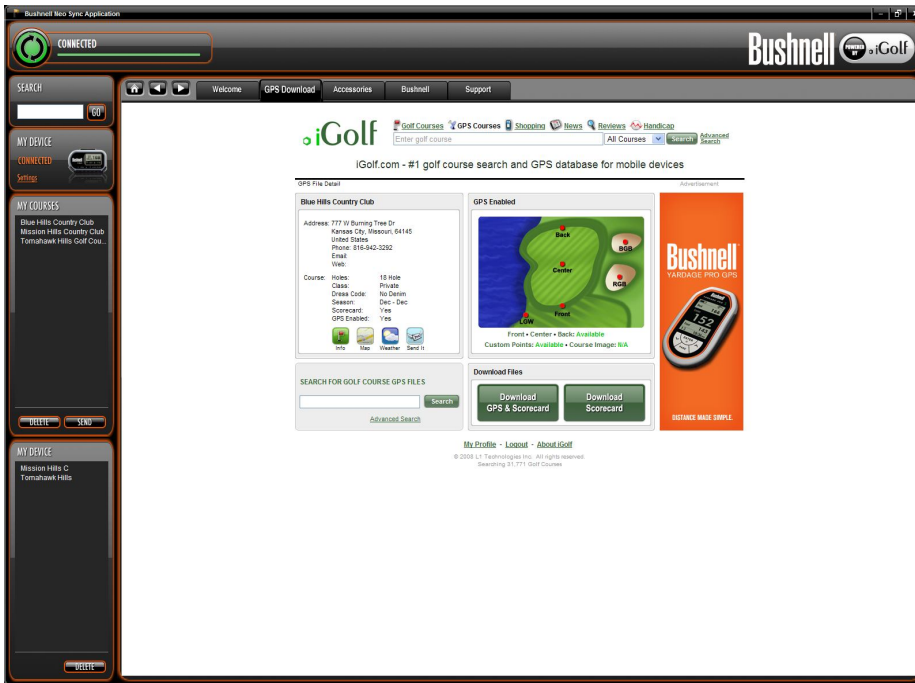 Bushnell Neo Sync Application
CONNECTED
Bushnell POWERED BY iGolf
SEARCH
GO
MY DEVICE
CONNECTED
Settings
MY COURSES
Blue Hills Country Club
Mission Hills Country Club
Tomahawk Hills Golf Cou...
DELETE SEND
MY DEVICE
Mission Hills C
Tomahawk Hills
DELETE
Welcome GPS Download Accessories Bushnell Support
iGolf
Golf Courses GPS Courses Shopping News Reviews Handicap
Enter golf course All Courses Search Advanced Search
iGolf.com - #1 golf course search and GPS database for mobile devices
GPS File Detail
Advertisement
Blue Hills Country Club
Address: 777 W Burning Tree Dr
Kansas City, Missouri, 64145
United States
Phone: 816-942-3292
Email:
Web:
Course: Holes: 18 Hole
Class: Private
Dress Code: No Denim
Season: Dec - Dec
Scorecard: Yes
GPS Enabled: Yes
Info Map Weather Send It
GPS Enabled
Back
BGB
Center
RGB
Front
LGW
Front • Center • Back: Available
Custom Points: Available • Course Image: N/A
SEARCH FOR GOLF COURSE GPS FILES
Search
Advanced Search
Download Files
Download GPS & Scorecard
Download Scorecard
Bushnell
YARDAGE PRO GPS
152
DISTANCE MADE SIMPLE.
My Profile - Logout - About iGolf
© 2008 L1 Technologies Inc. All rights reserved.
Searching 31,771 Golf Courses